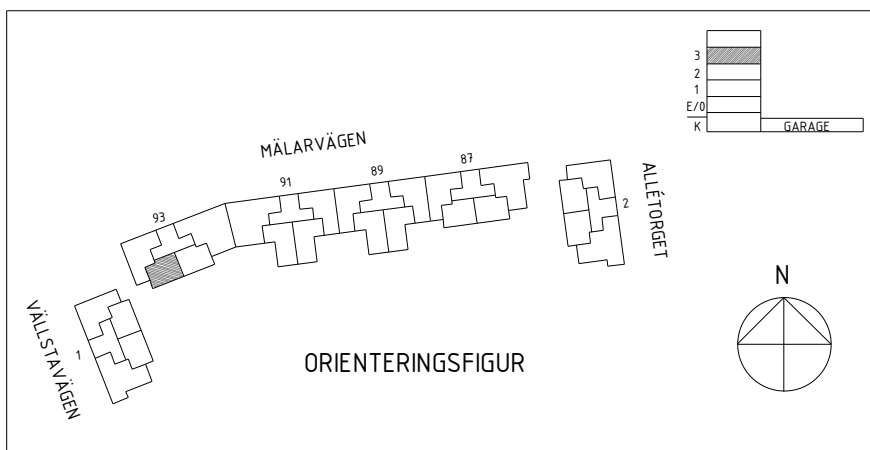 3
2
1
E/0
K
GARAGE
MÄLARVÄGEN
93
91
89
87
ALLÉTORGET
2
VÄLLSTAVÄGEN
1
N
ORIENTERINGSFIGUR